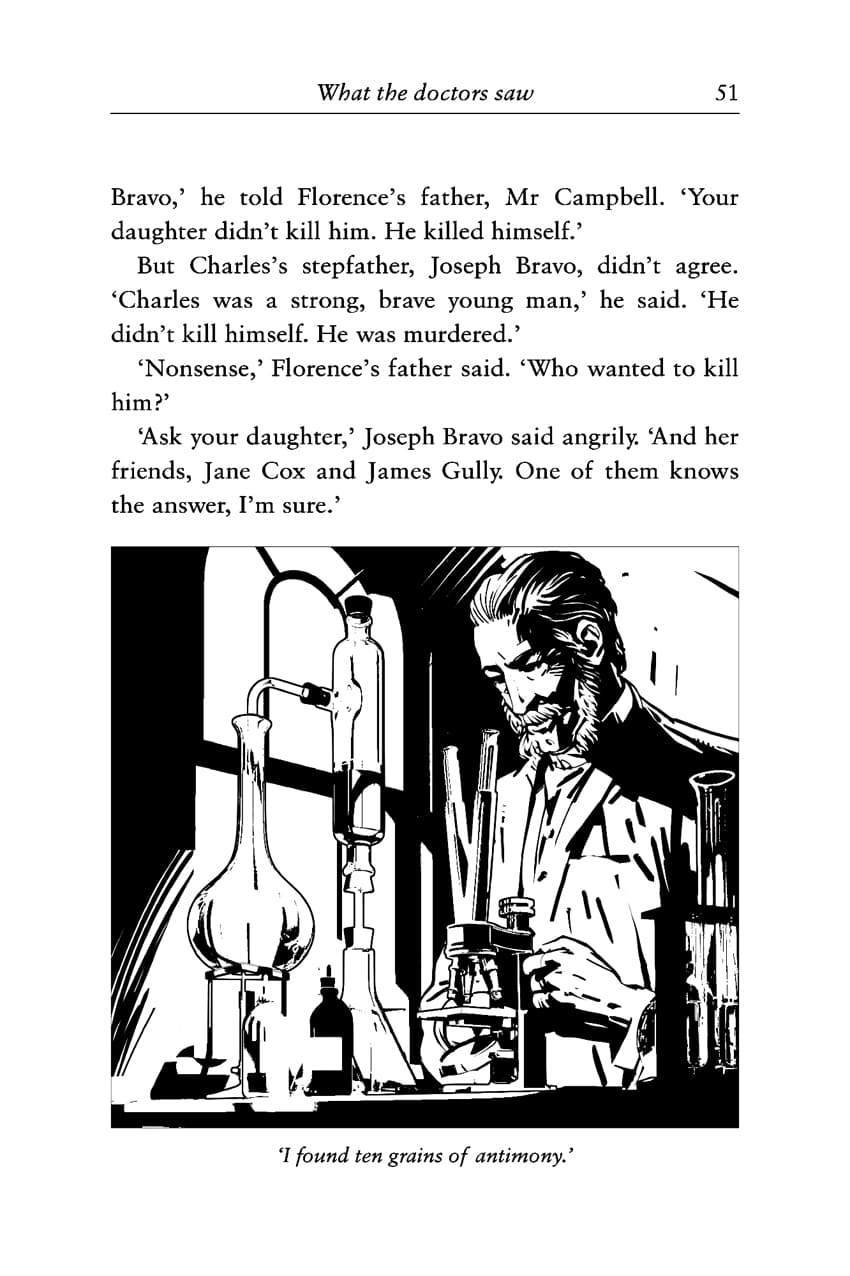 What the doctors saw 51
Bravo,’ he told Florence’s father, Mr Campbell. ‘Your
daughter didn’t kill him. He killed himself.’
But Charles’s stepfather, Joseph Bravo, didn’t agree.
‘Charles was a strong, brave young man,’ he said. ‘He
didn’t kill himself. He was murdered.’
‘Nonsense,’ Florence’s father said. ‘Who wanted to kill
him?’
‘Ask your daughter,’ Joseph Bravo said angrily. ‘And her
friends, Jane Cox and James Gully. One of them knows
the answer, I’m sure.’
‘I found ten grains of antimony.’